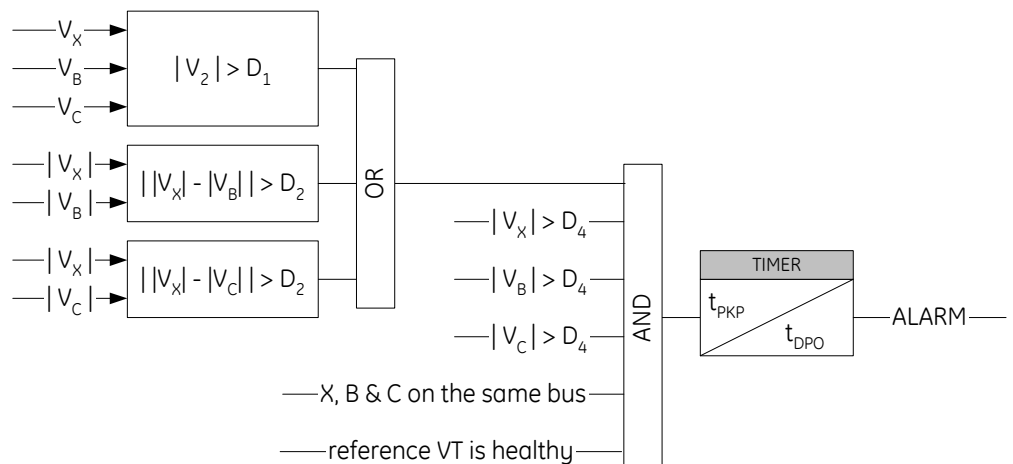 V_X
V_B
V_C
|V_2| > D_1
|V_X|
|V_B|
||V_X| - |V_B|| > D_2
|V_X|
|V_C|
||V_X| - |V_C|| > D_2
OR
|V_X| > D_4
|V_B| > D_4
|V_C| > D_4
X, B & C on the same bus
reference VT is healthy
AND
TIMER
t_PKP
t_DPO
ALARM